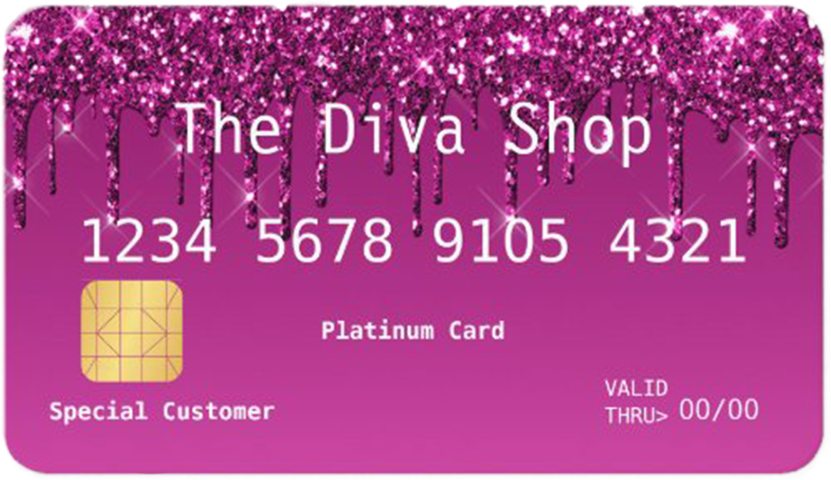 The Diva Shop
1234 5678 9105 4321
Platinum Card
Special Customer
VALID
THRU> 00/00